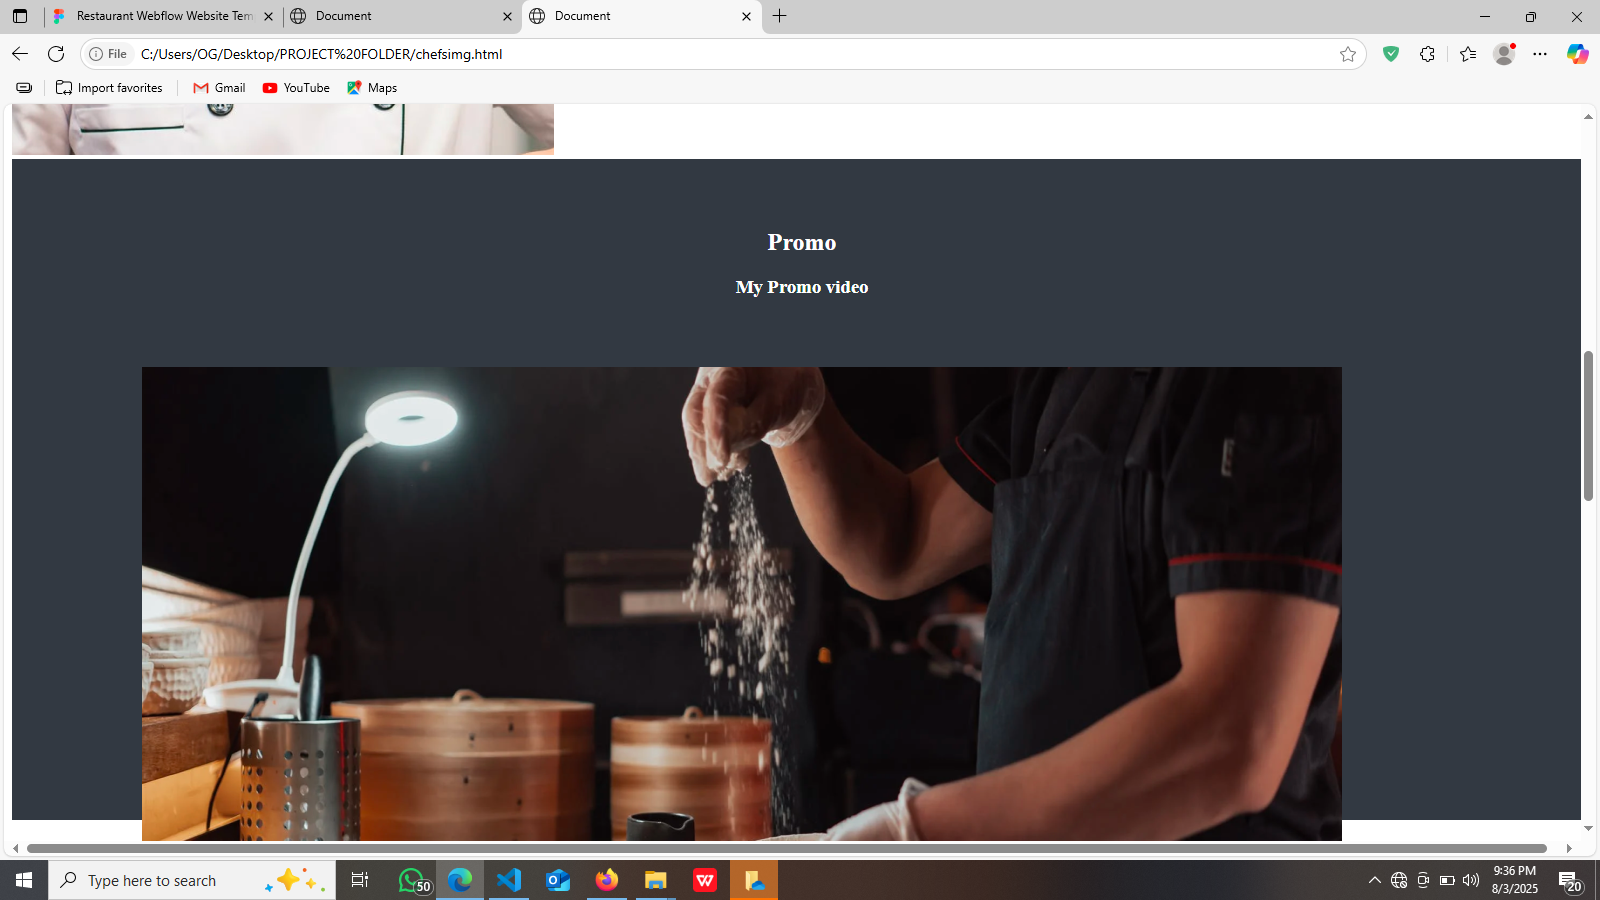 Restaurant Webflow Website Tem
Document
Document
File
C:/Users/OG/Desktop/PROJECT%20FOLDER/chefsimg.html
Import favorites
Gmail
YouTube
Maps
Promo
My Promo video
Type here to search
50
9:36 PM
8/3/2025
20